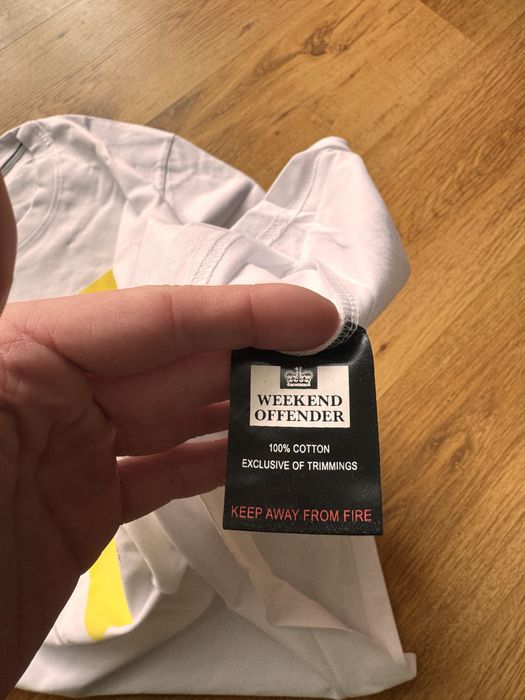 WEEKEND
OFFENDER
100% COTTON
EXCLUSIVE OF TRIMMINGS
KEEP AWAY FROM FIRE